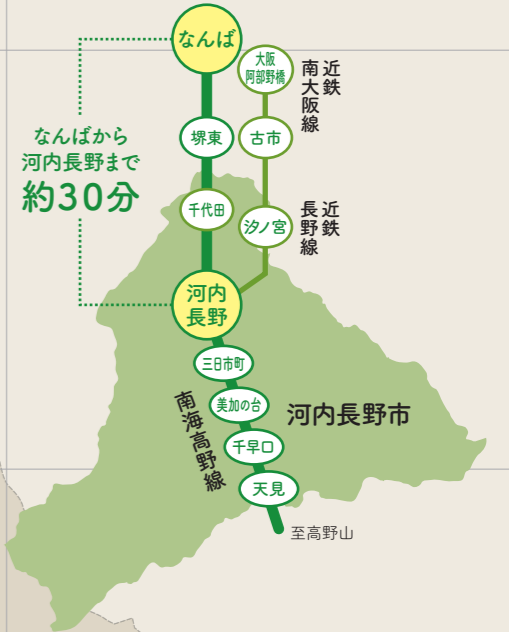 なんば
大阪
阿部野橋
近鉄
南大阪線
堺東
古市
なんばから
河内長野まで
約30分
千代田
汐ノ宮
近鉄
長野線
河内
長野
三日市町
美加の台
千早口
天見
南海高野線
河内長野市
至高野山